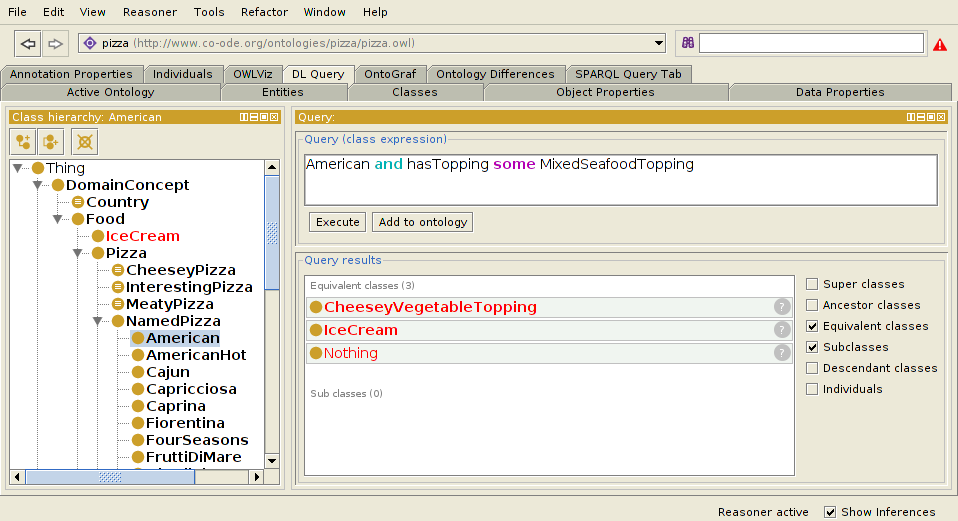 File Edit View Reasoner Tools Refactor Window Help
pizza (http://www.co-ode.org/ontologies/pizza/pizza.owl)
Annotation Properties Individuals OWLViz DL Query OntoGraf Ontology Differences SPARQL Query Tab
Active Ontology Entities Classes Object Properties Data Properties
Class hierarchy: American
Thing
DomainConcept
Country
Food
IceCream
Pizza
CheeseyPizza
InterestingPizza
MeatyPizza
NamedPizza
American
AmericanHot
Cajun
Capricciosa
Caprina
Fiorentina
FourSeasons
FruttiDiMare
Query:
Query (class expression)
American and hasTopping some MixedSeafoodTopping
Execute Add to ontology
Query results
Equivalent classes (3)
CheeseyVegetableTopping ?
IceCream ?
Nothing ?
Sub classes (0)
Super classes
Ancestor classes
Equivalent classes
Subclasses
Descendant classes
Individuals
Reasoner active Show Inferences